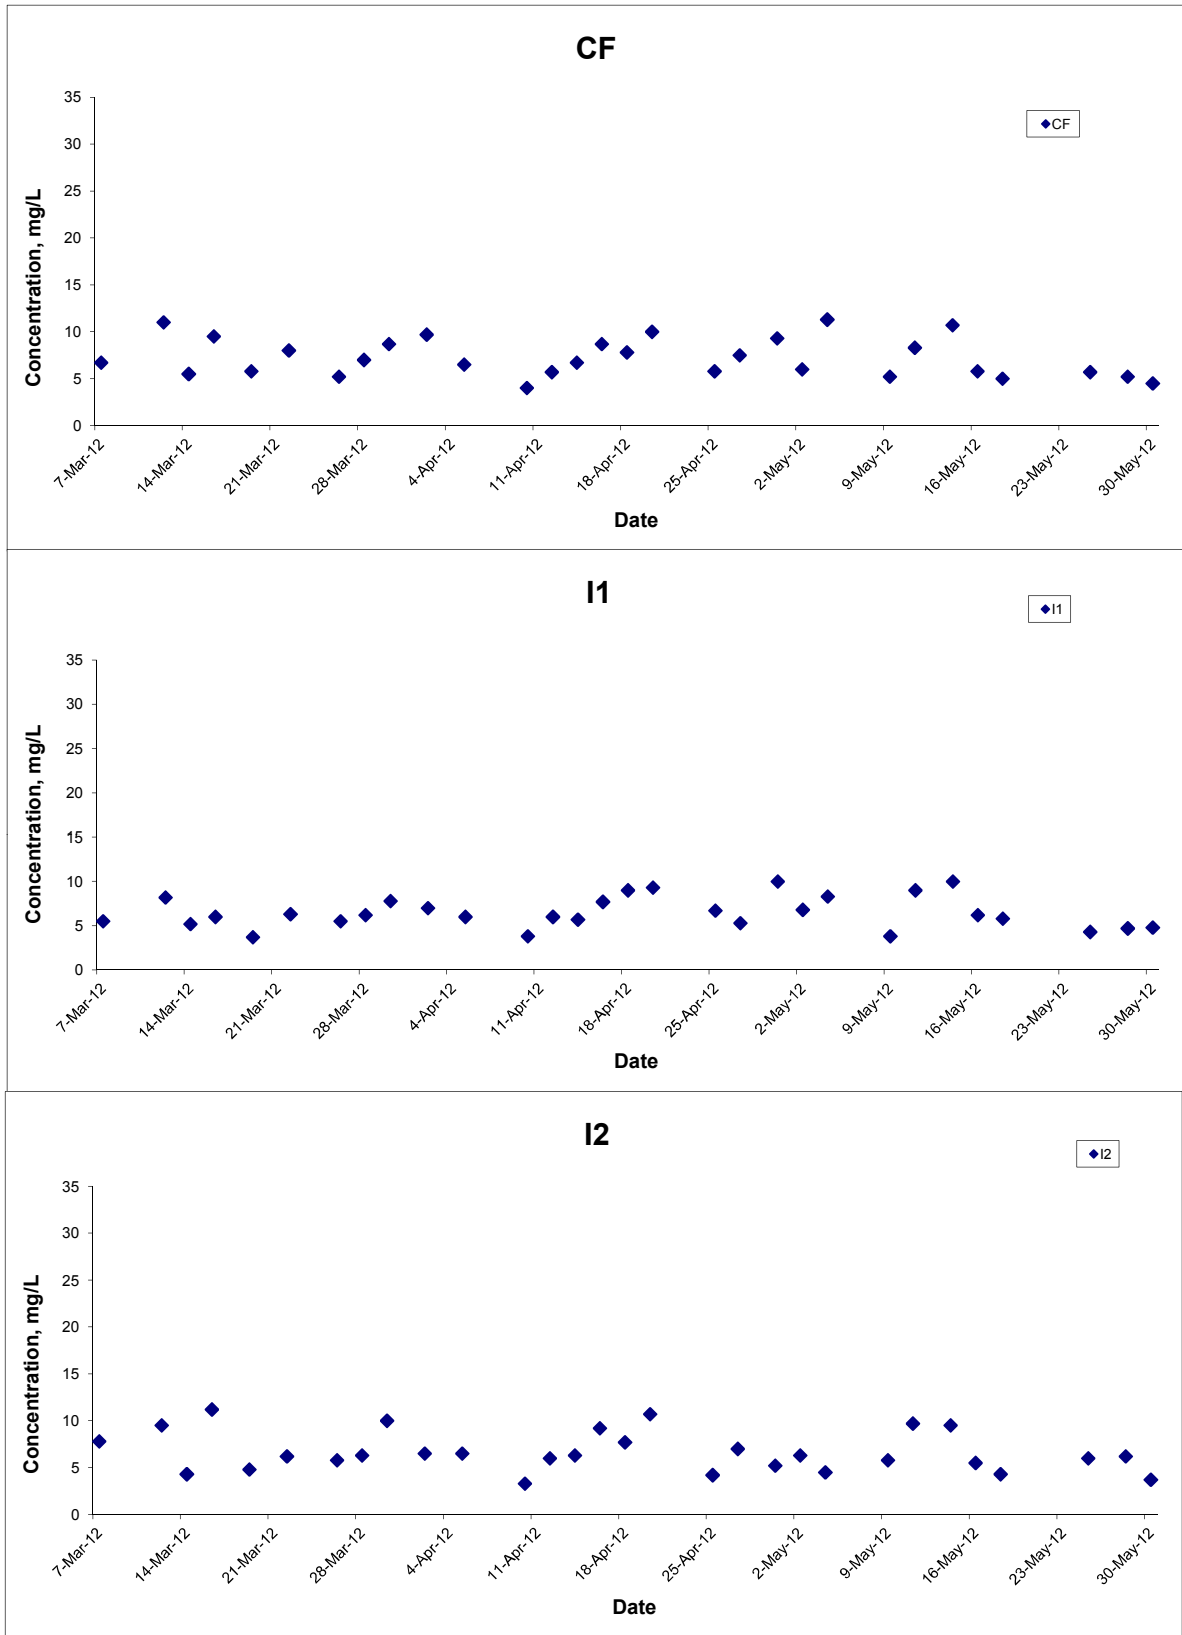 CF
35
30
25
20
15
10
5
0
Concentration, mg/L
CF
7-Mar-12
14-Mar-12
21-Mar-12
28-Mar-12
4-Apr-12
11-Apr-12
18-Apr-12
25-Apr-12
2-May-12
9-May-12
16-May-12
23-May-12
30-May-12
Date
I1
I1
35
30
25
20
15
10
5
0
Concentration, mg/L
7-Mar-12
14-Mar-12
21-Mar-12
28-Mar-12
4-Apr-12
11-Apr-12
18-Apr-12
25-Apr-12
2-May-12
9-May-12
16-May-12
23-May-12
30-May-12
Date
I2
I2
35
30
25
20
15
10
5
0
Concentration, mg/L
7-Mar-12
14-Mar-12
21-Mar-12
28-Mar-12
4-Apr-12
11-Apr-12
18-Apr-12
25-Apr-12
2-May-12
9-May-12
16-May-12
23-May-12
30-May-12
Date